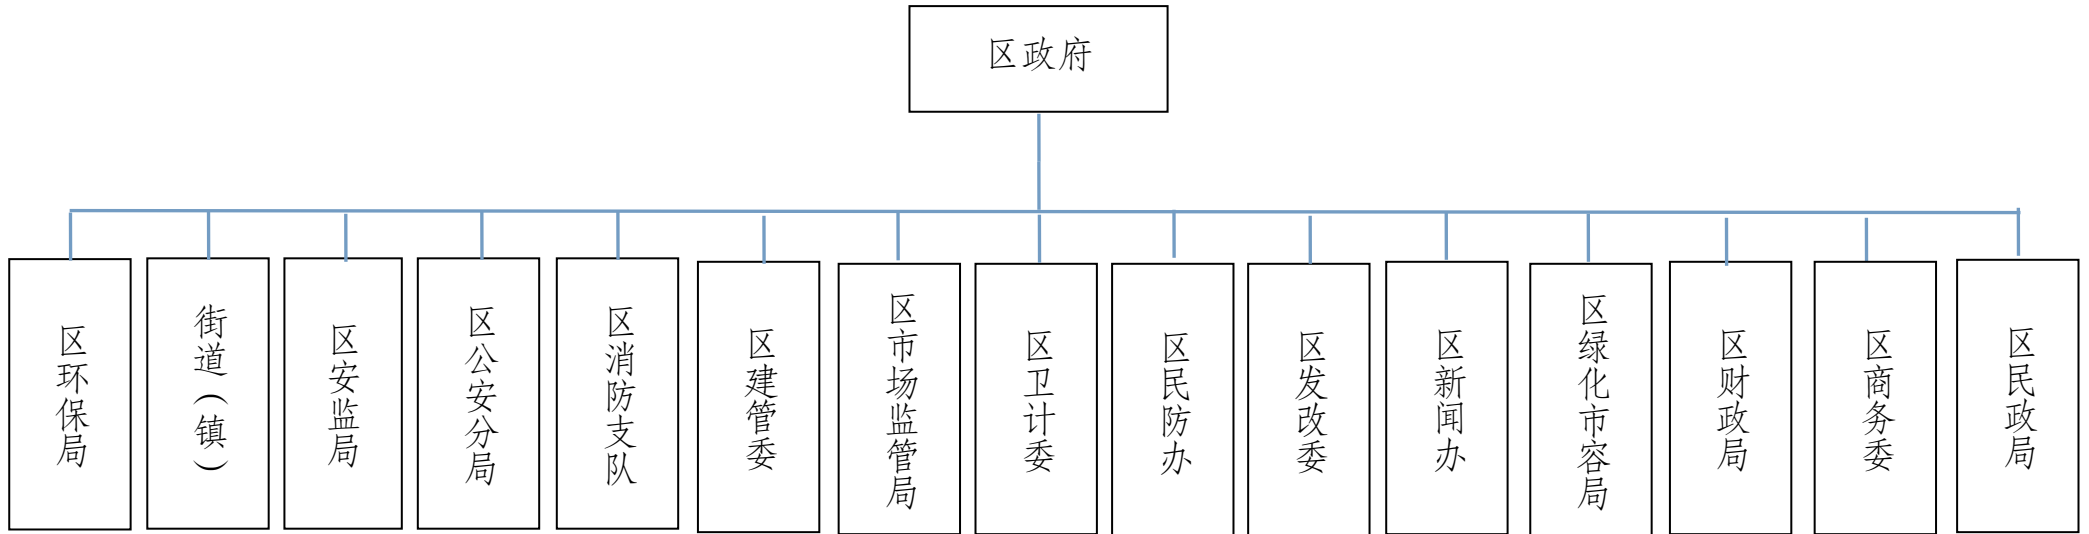 区政府
区环保局
街道（镇）
区安监局
区公安分局
区消防支队
区建管委
区市场监管局
区卫计委
区民防办
区发改委
区新闻办
区绿化市容局
区财政局
区商务委
区民政局